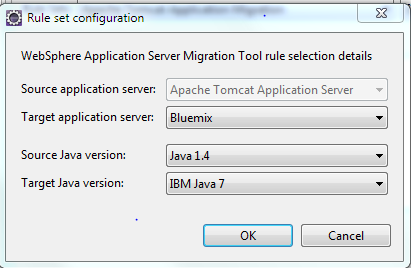 Rule set configuration
WebSphere Application Server Migration Tool rule selection details
Source application server: Apache Tomcat Application Server
Target application server: Bluemix
Source Java version: Java 1.4
Target Java version: IBM Java 7
OK Cancel